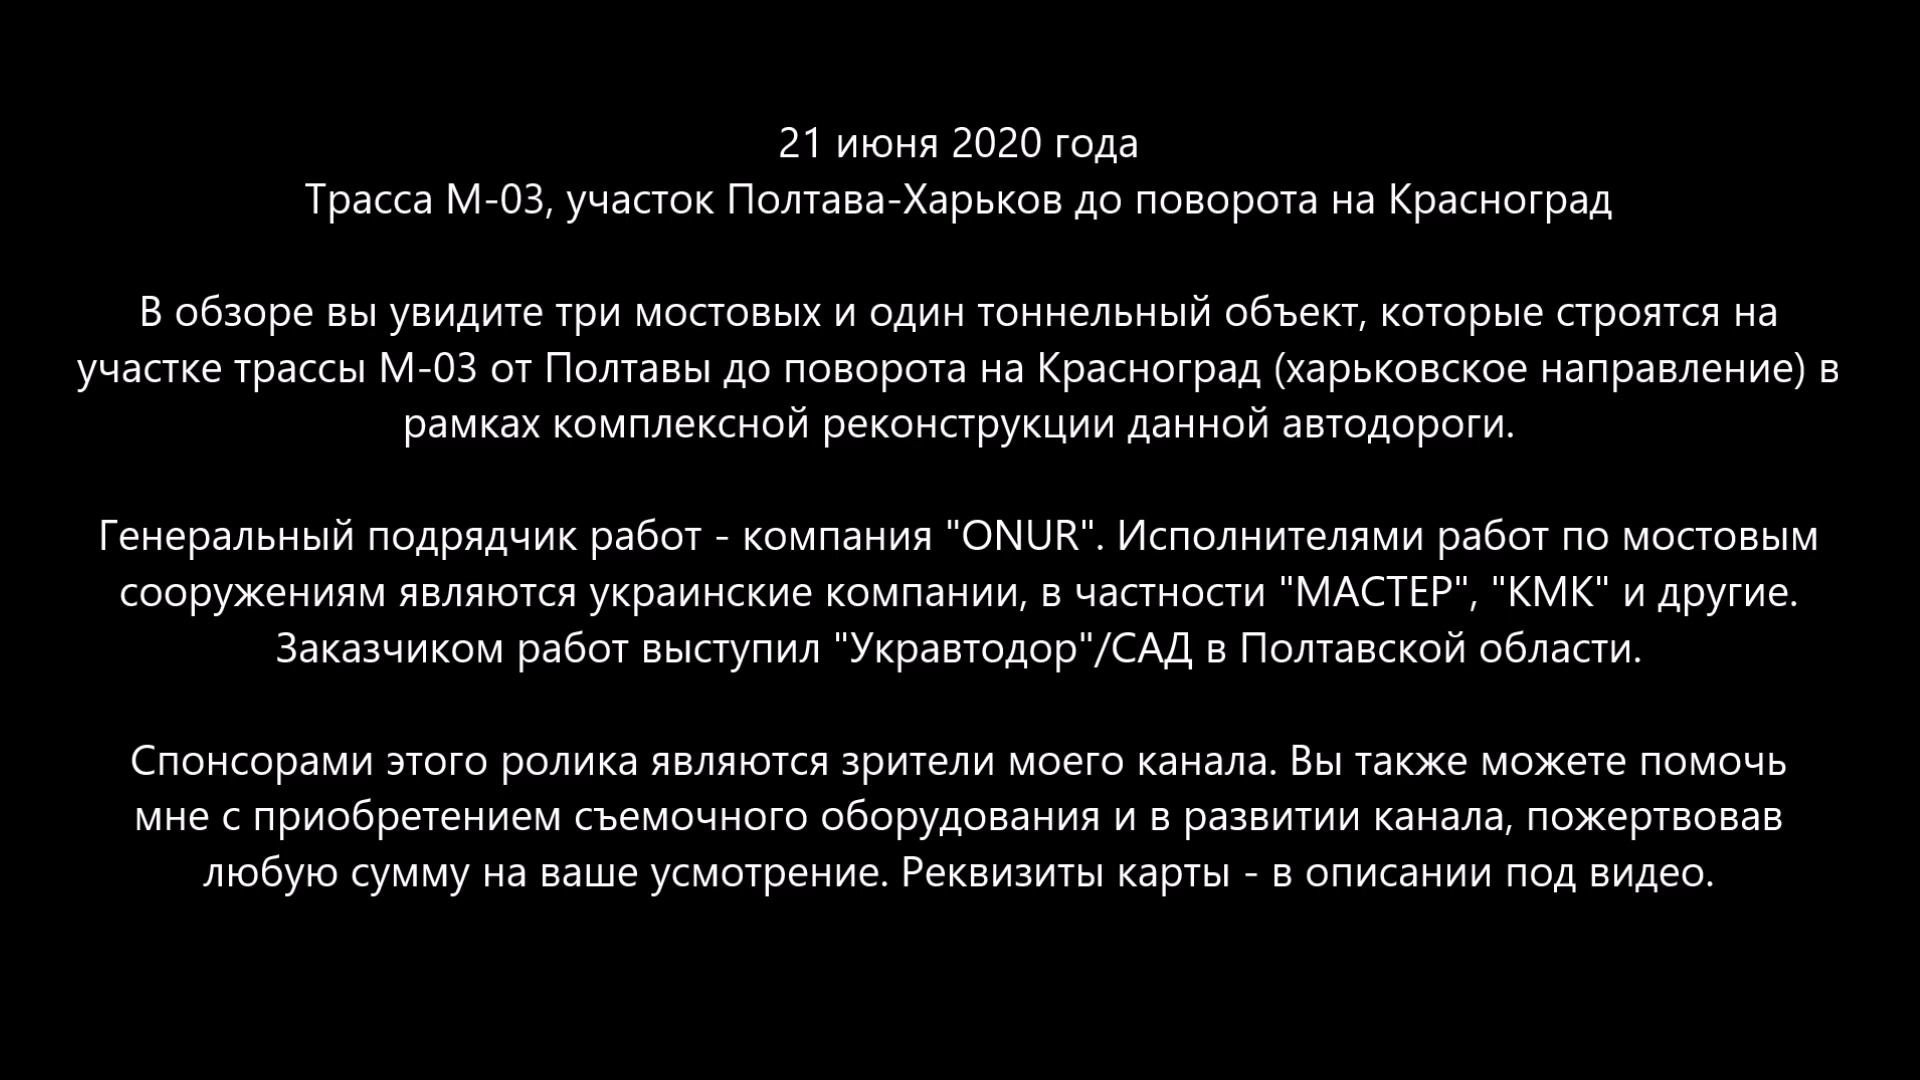 21 июня 2020 года
Трасса М-03, участок Полтава-Харьков до поворота на Красноград
В обзоре вы увидите три мостовых и один тоннельный объект, которые строятся на
участке трассы М-03 от Полтавы до поворота на Красноград (харьковское направление) в
рамках комплексной реконструкции данной автодороги.
Генеральный подрядчик работ - компания "ONUR". Исполнителями работ по мостовым
сооружениям являются украинские компании, в частности "МАСТЕР", "КМК" и другие.
Заказчиком работ выступил "Укравтодор"/САД в Полтавской области.
Спонсорами этого ролика являются зрители моего канала. Вы также можете помочь
мне с приобретением съемочного оборудования и в развитии канала, пожертвовав
любую сумму на ваше усмотрение. Реквизиты карты - в описании под видео.